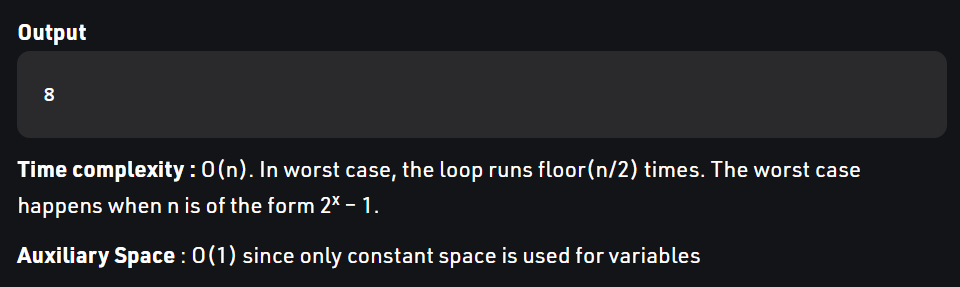 Output
8
Time complexity : O(n). In worst case, the loop runs floor(n/2) times. The worst case
happens when n is of the form 2ˣ − 1.
Auxiliary Space : O(1) since only constant space is used for variables